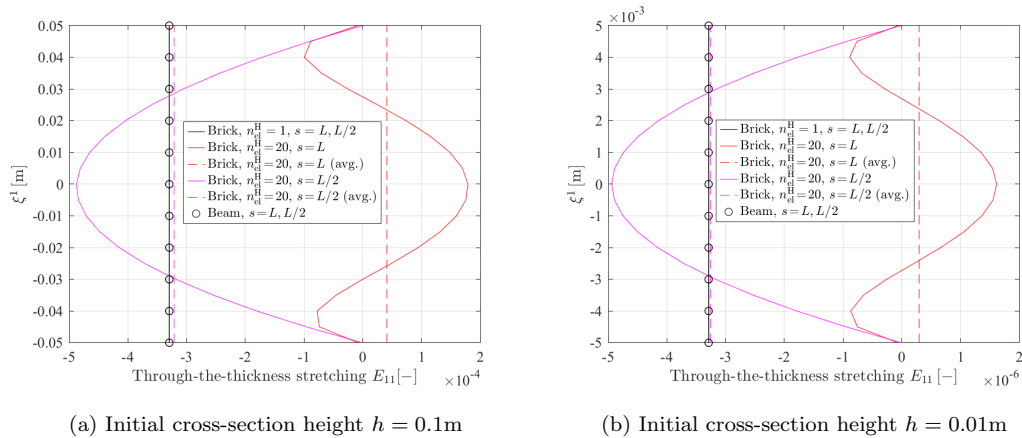 0.05
0.04
0.03
0.02
0.01
0
-0.01
-0.02
-0.03
-0.04
-0.05
ξ¹ [m]
Brick, n_el^H = 1, s = L, L/2
Brick, n_el^H = 20, s = L
Brick, n_el^H = 20, s = L (avg.)
Brick, n_el^H = 20, s = L/2
Brick, n_el^H = 20, s = L/2 (avg.)
Beam, s = L, L/2
-5 -4 -3 -2 -1 0 1 2
Through-the-thickness stretching E₁₁[−] ×10⁻⁴
(a) Initial cross-section height h = 0.1m
×10⁻³
5
4
3
2
1
0
-1
-2
-3
-4
-5
ξ¹ [m]
Brick, n_el^H = 1, s = L, L/2
Brick, n_el^H = 20, s = L
Brick, n_el^H = 20, s = L (avg.)
Brick, n_el^H = 20, s = L/2
Brick, n_el^H = 20, s = L/2 (avg.)
Beam, s = L, L/2
-5 -4 -3 -2 -1 0 1 2
Through-the-thickness stretching E₁₁[−] ×10⁻⁶
(b) Initial cross-section height h = 0.01m